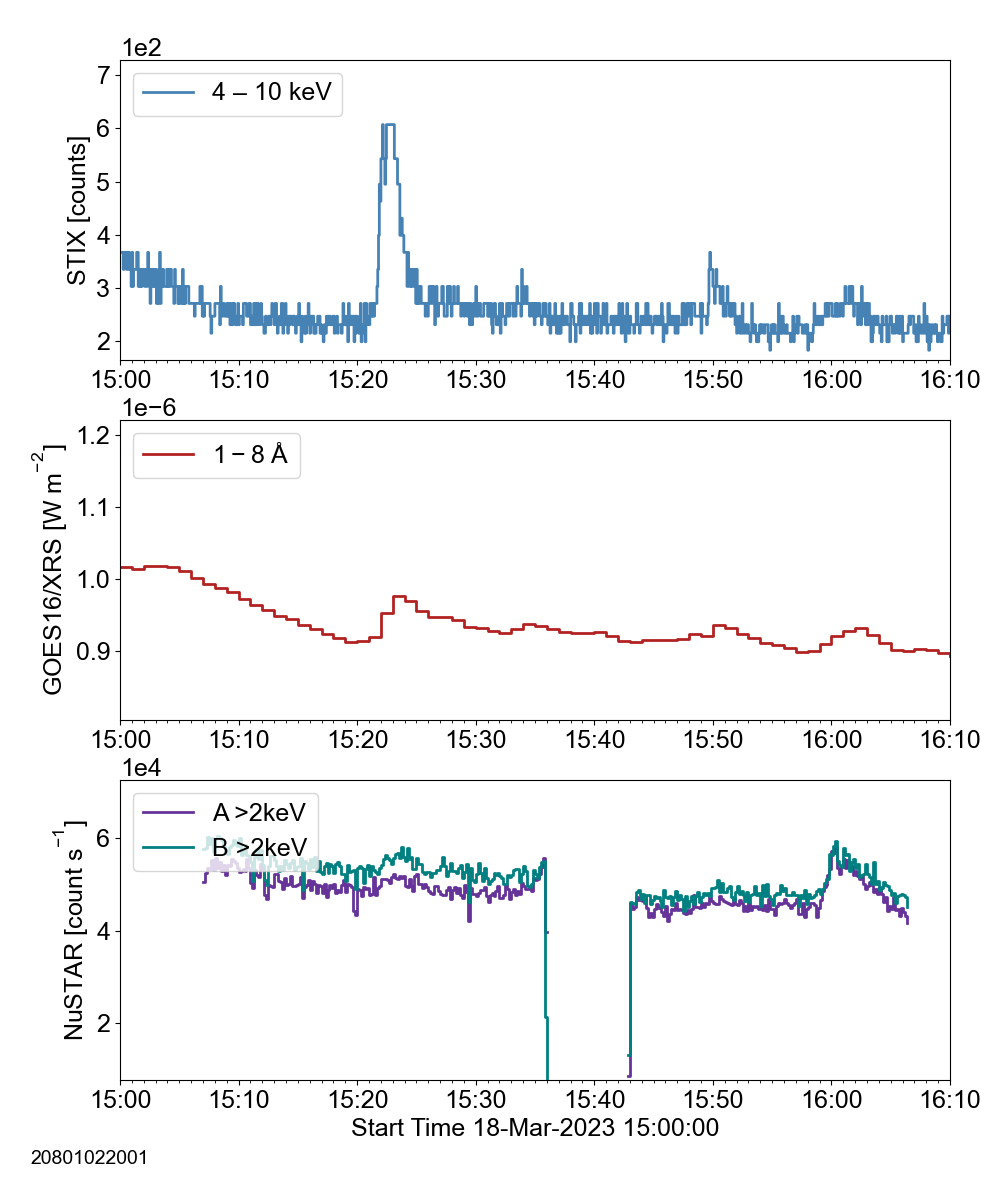 1e2
7
6
5
4
3
2
STIX [counts]
4 – 10 keV
15:00 15:10 15:20 15:30 15:40 15:50 16:00 16:10
1e−6
1.2
1.1
1.0
0.9
GOES16/XRS [W m⁻²]
1 – 8 Å
15:00 15:10 15:20 15:30 15:40 15:50 16:00 16:10
1e4
6
4
2
NuSTAR [count s⁻¹]
A >2keV
B >2keV
15:00 15:10 15:20 15:30 15:40 15:50 16:00 16:10
Start Time 18-Mar-2023 15:00:00
20801022001